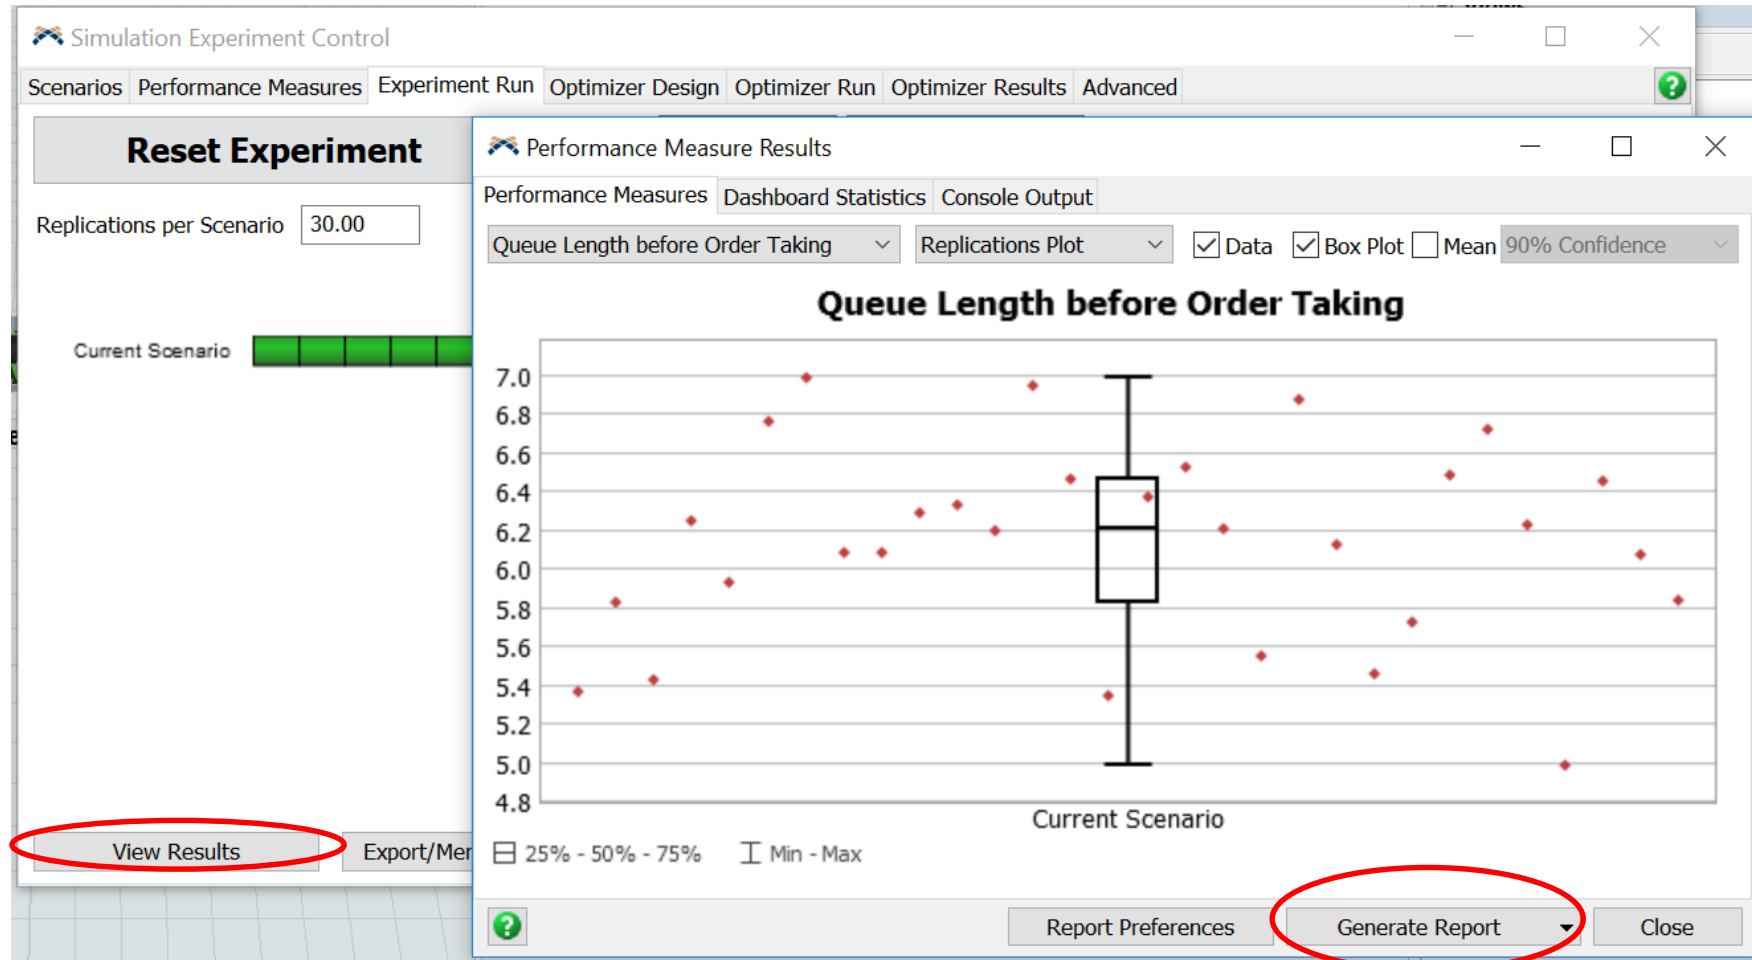 Simulation Experiment Control
Scenarios Performance Measures Experiment Run Optimizer Design Optimizer Run Optimizer Results Advanced
Reset Experiment
Replications per Scenario 30.00
Current Scenario
View Results
Export/Mer
Performance Measure Results
Performance Measures Dashboard Statistics Console Output
Queue Length before Order Taking Replications Plot Data Box Plot Mean 90% Confidence
Queue Length before Order Taking
7.0
6.8
6.6
6.4
6.2
6.0
5.8
5.6
5.4
5.2
5.0
4.8
Current Scenario
25% - 50% - 75% Min - Max
Report Preferences Generate Report Close